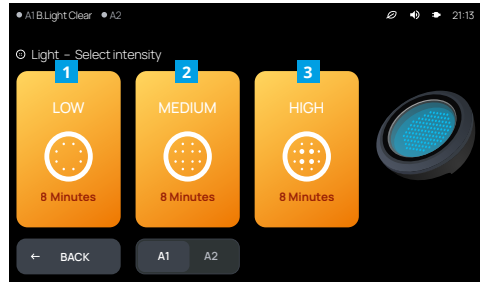 A1 B.Light Clear A2 21:13
Light – Select intensity
1 2 3
LOW MEDIUM HIGH
8 Minutes 8 Minutes 8 Minutes
← BACK A1 A2